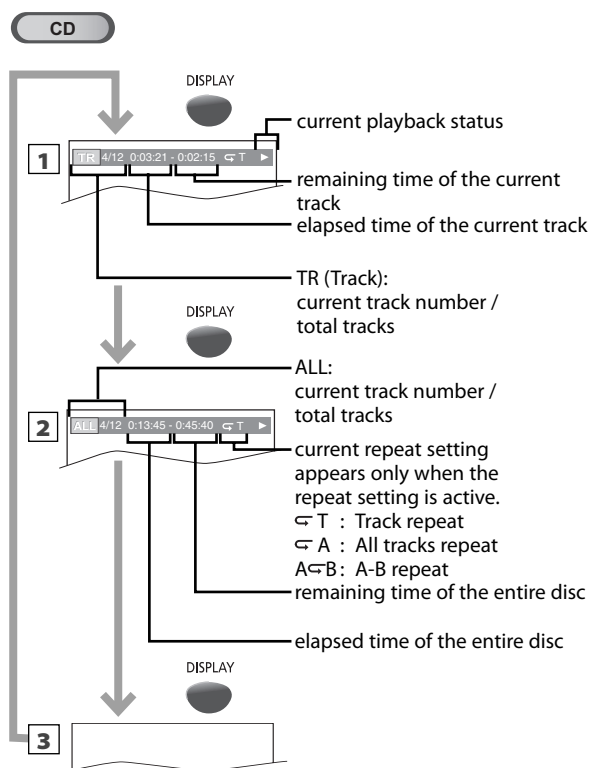 CD
DISPLAY
current playback status
1
TR 4/12 0:03:21 - 0:02:15 T
remaining time of the current
track
elapsed time of the current track
TR (Track):
current track number /
total tracks
DISPLAY
ALL:
current track number /
total tracks
2
ALL 4/12 0:13:45 - 0:45:40 T
current repeat setting
appears only when the
repeat setting is active.
T : Track repeat
A : All tracks repeat
A B : A-B repeat
remaining time of the entire disc
elapsed time of the entire disc
DISPLAY
3